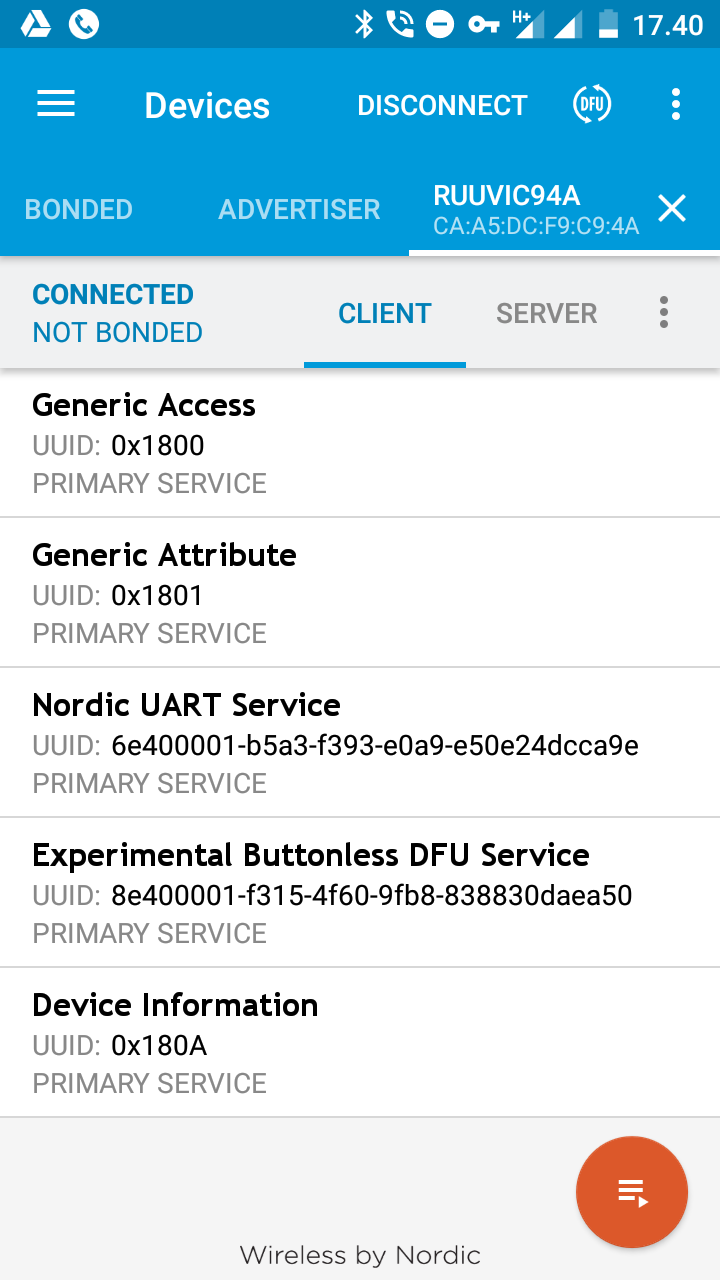 H+ 17.40
Devices DISCONNECT DFU
BONDED ADVERTISER RUUVIC94A
CA:A5:DC:F9:C9:4A
CONNECTED
NOT BONDED
CLIENT SERVER
Generic Access
UUID: 0x1800
PRIMARY SERVICE
Generic Attribute
UUID: 0x1801
PRIMARY SERVICE
Nordic UART Service
UUID: 6e400001-b5a3-f393-e0a9-e50e24dcca9e
PRIMARY SERVICE
Experimental Buttonless DFU Service
UUID: 8e400001-f315-4f60-9fb8-838830daea50
PRIMARY SERVICE
Device Information
UUID: 0x180A
PRIMARY SERVICE
Wireless by Nordic